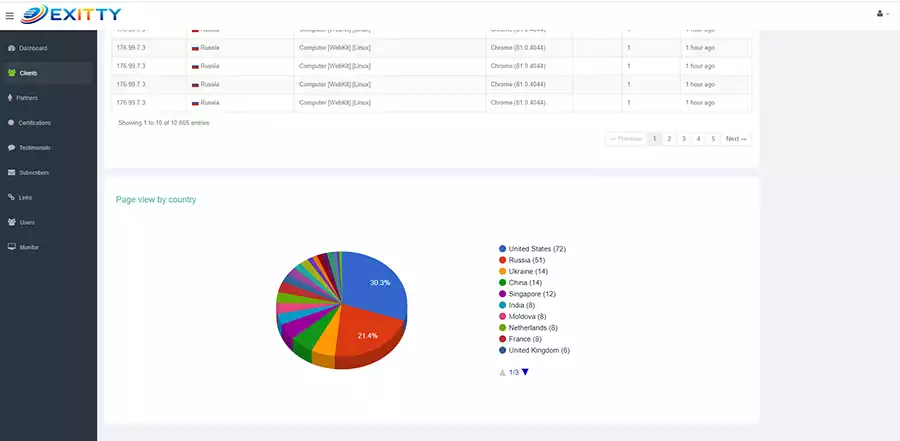 EXITTY
176.99.7.3 Russia Computer [WebKit] [Linux] Chrome (81.0.4044) 1 1 hour ago
176.99.7.3 Russia Computer [WebKit] [Linux] Chrome (81.0.4044) 1 1 hour ago
176.99.7.3 Russia Computer [WebKit] [Linux] Chrome (81.0.4044) 1 1 hour ago
176.99.7.3 Russia Computer [WebKit] [Linux] Chrome (81.0.4044) 1 1 hour ago
Showing 1 to 10 of 10,665 entries
Previous 1 2 3 4 5 Next
Dashboard
Clients
Partners
Certifications
Testimonials
Subscribers
Links
Users
Monitor
Page view by country
30.3%
21.4%
United States (72)
Russia (51)
Ukraine (14)
China (14)
Singapore (12)
India (8)
Moldova (8)
Netherlands (8)
France (8)
United Kingdom (6)
1/3